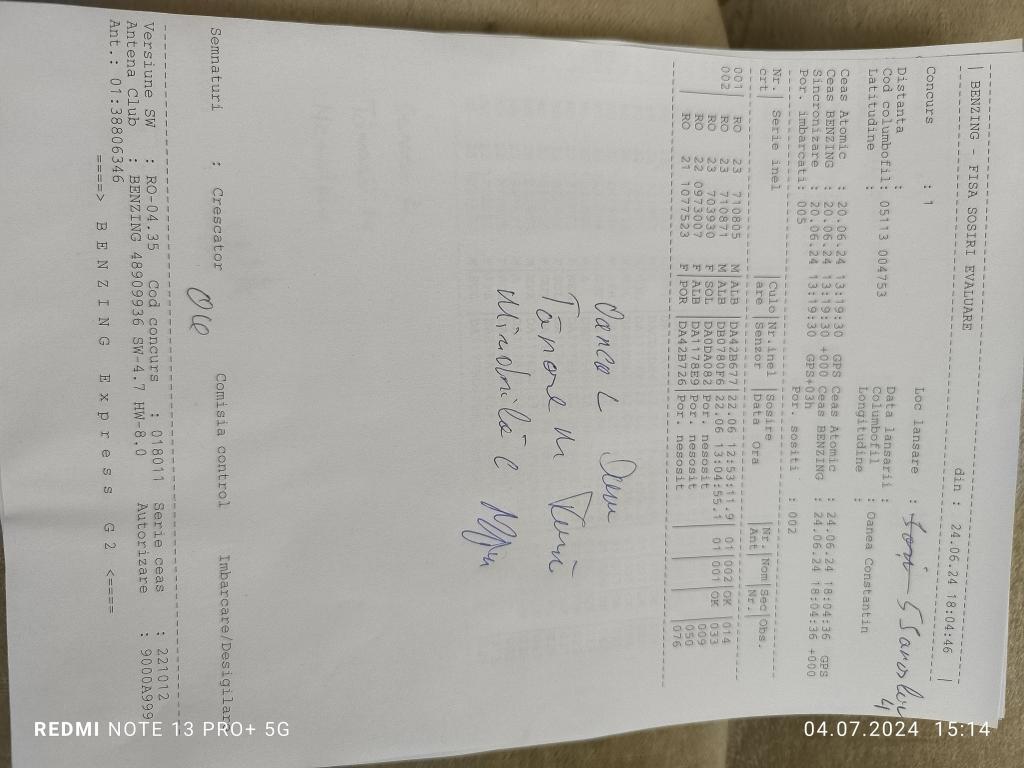 | BENZING - FISA SOSIRI EVALUARE din : 24.06.24 18:04:46 |
Concurs : 1 Loc lansare :
Distanta : Data lansarii :
Cod columbofil: 05113 004753 Columbofil : Oanea Constantin
Latitudine : Longitudine :
Ceas Atomic : 20.06.24 13:19:30 GPS Ceas Atomic : 24.06.24 18:04:36 GPS
Ceas BENZING : 20.06.24 13:19:30 +000 Ceas BENZING : 24.06.24 18:04:36 +000
Sincronizare : 20.06.24 13:19:30 GPS+03h
Por. imbarcati: 005 Por. sositi : 002
Nr.| Serie inel |Culo|Nr.inel |Sosire |Nr.|Nom|Sec|Obs.
crt| |are |Senzor |Data Ora |Ant| |Nr.|
001| RO 23 710805 M|ALB |DA42B677|22.06 12:53:11.9| 01|002|OK |014
002| RO 23 710871 M|ALB |DB0780F6|22.06 13:04:55.1| 01|001|OK |033
| RO 23 703930 F|SOL |DA0DA082|Por. nesosit | | | |009
| RO 22 0973007 F|ALB |DA1178E9|Por. nesosit | | | |050
| RO 21 1077523 F|POR |DA42B726|Por. nesosit | | | |076
Semnaturi : Crescator Comisia control Imbarcare/Desigilare
Versiune SW : RO-04.35 Cod concurs : 018011 Serie ceas : 221012
Antena Club : BENZING 48909936 SW-4.7 HW-8.0 Autorizare : 9000A999
Ant.: 01:38806346
====> B E N Z I N G E x p r e s s G 2 <====
REDMI NOTE 13 PRO+ 5G 04.07.2024 15:14